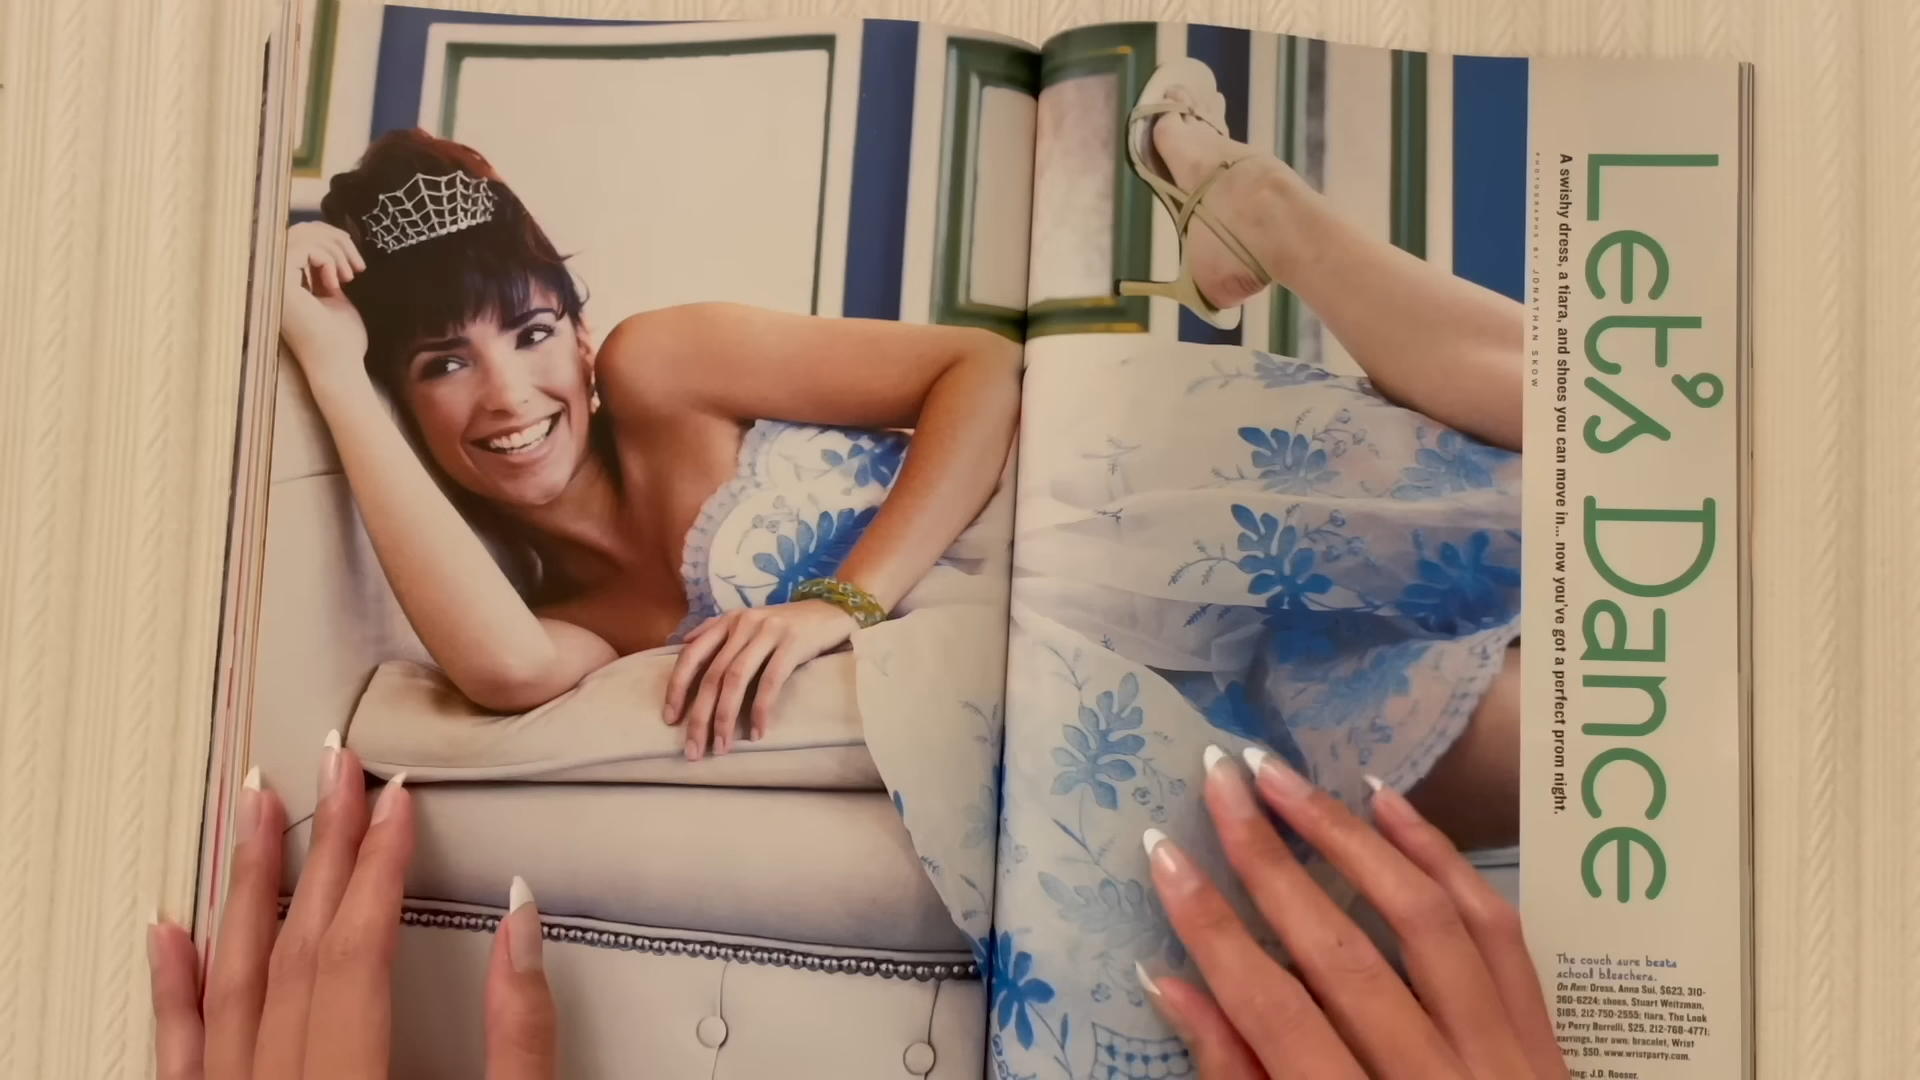 Let's Dance
A swishy dress, a tiara, and shoes you can move in... now you've got a perfect prom night.
PHOTOGRAPHS BY JONATHAN SKOW
The couch sure beats
school bleachers.
On Ren: Dress, Anna Sui, $623, 310-
360-6224; shoes, Stuart Weitzman,
$185, 212-750-2555; tiara, The Look
by Perry Borrelli, $25, 212-768-4771;
earrings, her own; bracelet, Wrist
Party, $50, www.wristparty.com.
J.D. Roeser.